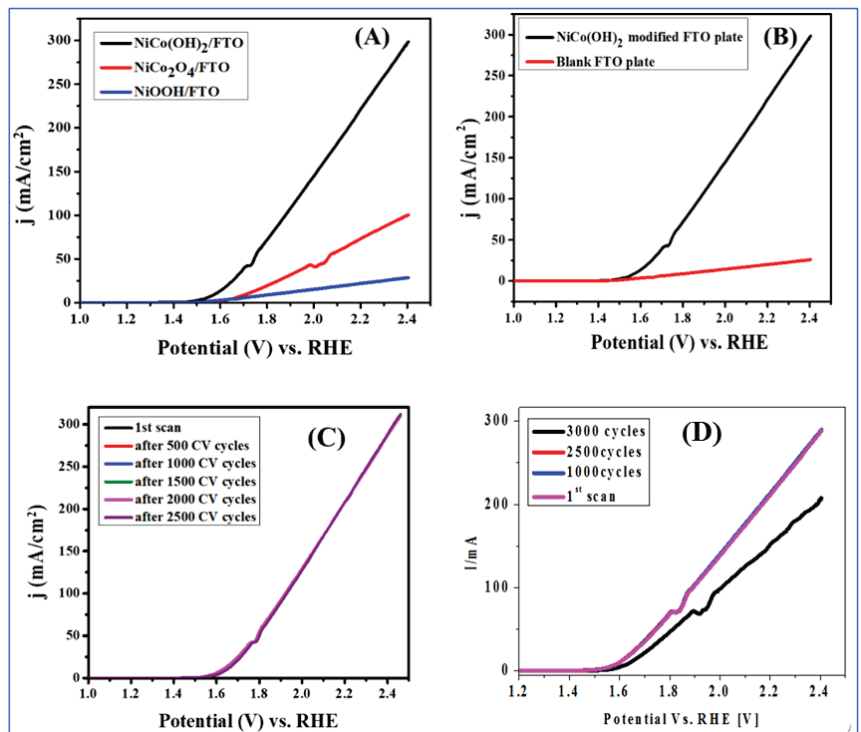 (A)
NiCo(OH)2/FTO
NiCo2O4/FTO
NiOOH/FTO
j (mA/cm2)
300
250
200
150
100
50
0
1.0 1.2 1.4 1.6 1.8 2.0 2.2 2.4
Potential (V) vs. RHE
(B)
NiCo(OH)2 modified FTO plate
Blank FTO plate
j (mA/cm2)
300
250
200
150
100
50
0
1.0 1.2 1.4 1.6 1.8 2.0 2.2 2.4
Potential (V) vs. RHE
(C)
1st scan
after 500 CV cycles
after 1000 CV cycles
after 1500 CV cycles
after 2000 CV cycles
after 2500 CV cycles
j (mA/cm2)
300
250
200
150
100
50
0
1.0 1.2 1.4 1.6 1.8 2.0 2.2 2.4
Potential (V) vs. RHE
(D)
3000 cycles
2500cycles
1000cycles
1st scan
I/mA
300
200
100
0
1.2 1.4 1.6 1.8 2.0 2.2 2.4
Potential Vs. RHE [V]